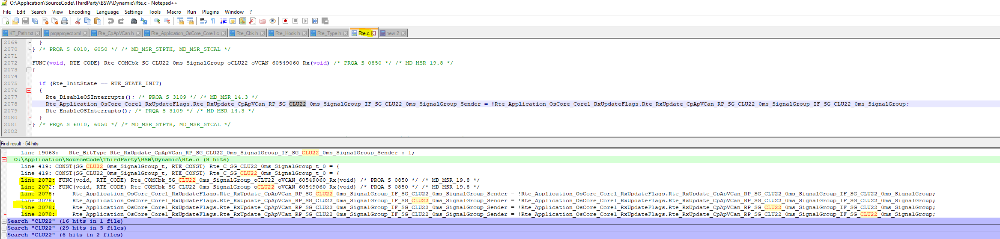 O:\Application\SourceCode\ThirdParty\BSW\Dynamic\Rte.c - Notepad++
File Edit Search View Encoding Language Settings Tools Macro Run Plugins Window ?
KT_Path.txt prqaproject.xml Rte_CpApVCan.h Rte_Application_OsCore_Core1.c Rte_Cbk.h Rte_Hook.h Rte_Type.h Rte.c new 2
2069 }
2070 } /* PRQA S 6010, 6050 */ /* MD_MSR_STPTH, MD_MSR_STCAL */
2071
2072 FUNC(void, RTE_CODE) Rte_COMCbk_SG_CLU22_0ms_SignalGroup_oCLU22_oVCAN_60549060_Rx(void) /* PRQA S 0850 */ /* MD_MSR_19.8 */
2073 {
2074
2075 if (Rte_InitState == RTE_STATE_INIT)
2076 {
2077 Rte_DisableOSInterrupts(); /* PRQA S 3109 */ /* MD_MSR_14.3 */
2078 Rte_Application_OsCore_Core1_RxUpdateFlags.Rte_RxUpdate_CpApVCan_RP_SG_CLU22_0ms_SignalGroup_IF_SG_CLU22_0ms_SignalGroup_Sender = !Rte_Application_OsCore_Core1_RxUpdateFlags.Rte_RxUpdate_CpApVCan_RP_SG_CLU22_0ms_SignalGroup_IF_SG_CLU22_0ms_SignalGroup;
2079 Rte_EnableOSInterrupts(); /* PRQA S 3109 */ /* MD_MSR_14.3 */
2080 }
2081 } /* PRQA S 6010, 6050 */ /* MD_MSR_STPTH, MD_MSR_STCAL */
2082
Find result - 54 hits
Line 19063: Rte_BitType Rte_RxUpdate_CpApVCan_RP_SG_CLU22_0ms_SignalGroup_IF_SG_CLU22_0ms_SignalGroup_Sender : 1;
O:\Application\SourceCode\ThirdParty\BSW\Dynamic\Rte.c (8 hits)
Line 419: CONST(SG_CLU22_0ms_SignalGroup_t, RTE_CONST) Rte_C_SG_CLU22_0ms_SignalGroup_t_0 = {
Line 419: CONST(SG_CLU22_0ms_SignalGroup_t, RTE_CONST) Rte_C_SG_CLU22_0ms_SignalGroup_t_0 = {
Line 2072: FUNC(void, RTE_CODE) Rte_COMCbk_SG_CLU22_0ms_SignalGroup_oCLU22_oVCAN_60549060_Rx(void) /* PRQA S 0850 */ /* MD_MSR_19.8 */
Line 2072: FUNC(void, RTE_CODE) Rte_COMCbk_SG_CLU22_0ms_SignalGroup_oCLU22_oVCAN_60549060_Rx(void) /* PRQA S 0850 */ /* MD_MSR_19.8 */
Line 2078: Rte_Application_OsCore_Core1_RxUpdateFlags.Rte_RxUpdate_CpApVCan_RP_SG_CLU22_0ms_SignalGroup_IF_SG_CLU22_0ms_SignalGroup_Sender = !Rte_Application_OsCore_Core1_RxUpdateFlags.Rte_RxUpdate_CpApVCan_RP_SG_CLU22_0ms_SignalGroup_IF_SG_CLU22_0ms_SignalGroup;
Line 2078: Rte_Application_OsCore_Core1_RxUpdateFlags.Rte_RxUpdate_CpApVCan_RP_SG_CLU22_0ms_SignalGroup_IF_SG_CLU22_0ms_SignalGroup_Sender = !Rte_Application_OsCore_Core1_RxUpdateFlags.Rte_RxUpdate_CpApVCan_RP_SG_CLU22_0ms_SignalGroup_IF_SG_CLU22_0ms_SignalGroup;
Line 2078: Rte_Application_OsCore_Core1_RxUpdateFlags.Rte_RxUpdate_CpApVCan_RP_SG_CLU22_0ms_SignalGroup_IF_SG_CLU22_0ms_SignalGroup_Sender = !Rte_Application_OsCore_Core1_RxUpdateFlags.Rte_RxUpdate_CpApVCan_RP_SG_CLU22_0ms_SignalGroup_IF_SG_CLU22_0ms_SignalGroup;
Line 2078: Rte_Application_OsCore_Core1_RxUpdateFlags.Rte_RxUpdate_CpApVCan_RP_SG_CLU22_0ms_SignalGroup_IF_SG_CLU22_0ms_SignalGroup_Sender = !Rte_Application_OsCore_Core1_RxUpdateFlags.Rte_RxUpdate_CpApVCan_RP_SG_CLU22_0ms_SignalGroup_IF_SG_CLU22_0ms_SignalGroup;
Search "CLU22" (16 hits in 1 file)
Search "CLU22" (29 hits in 5 files)
Search "CLU22" (6 hits in 2 files)